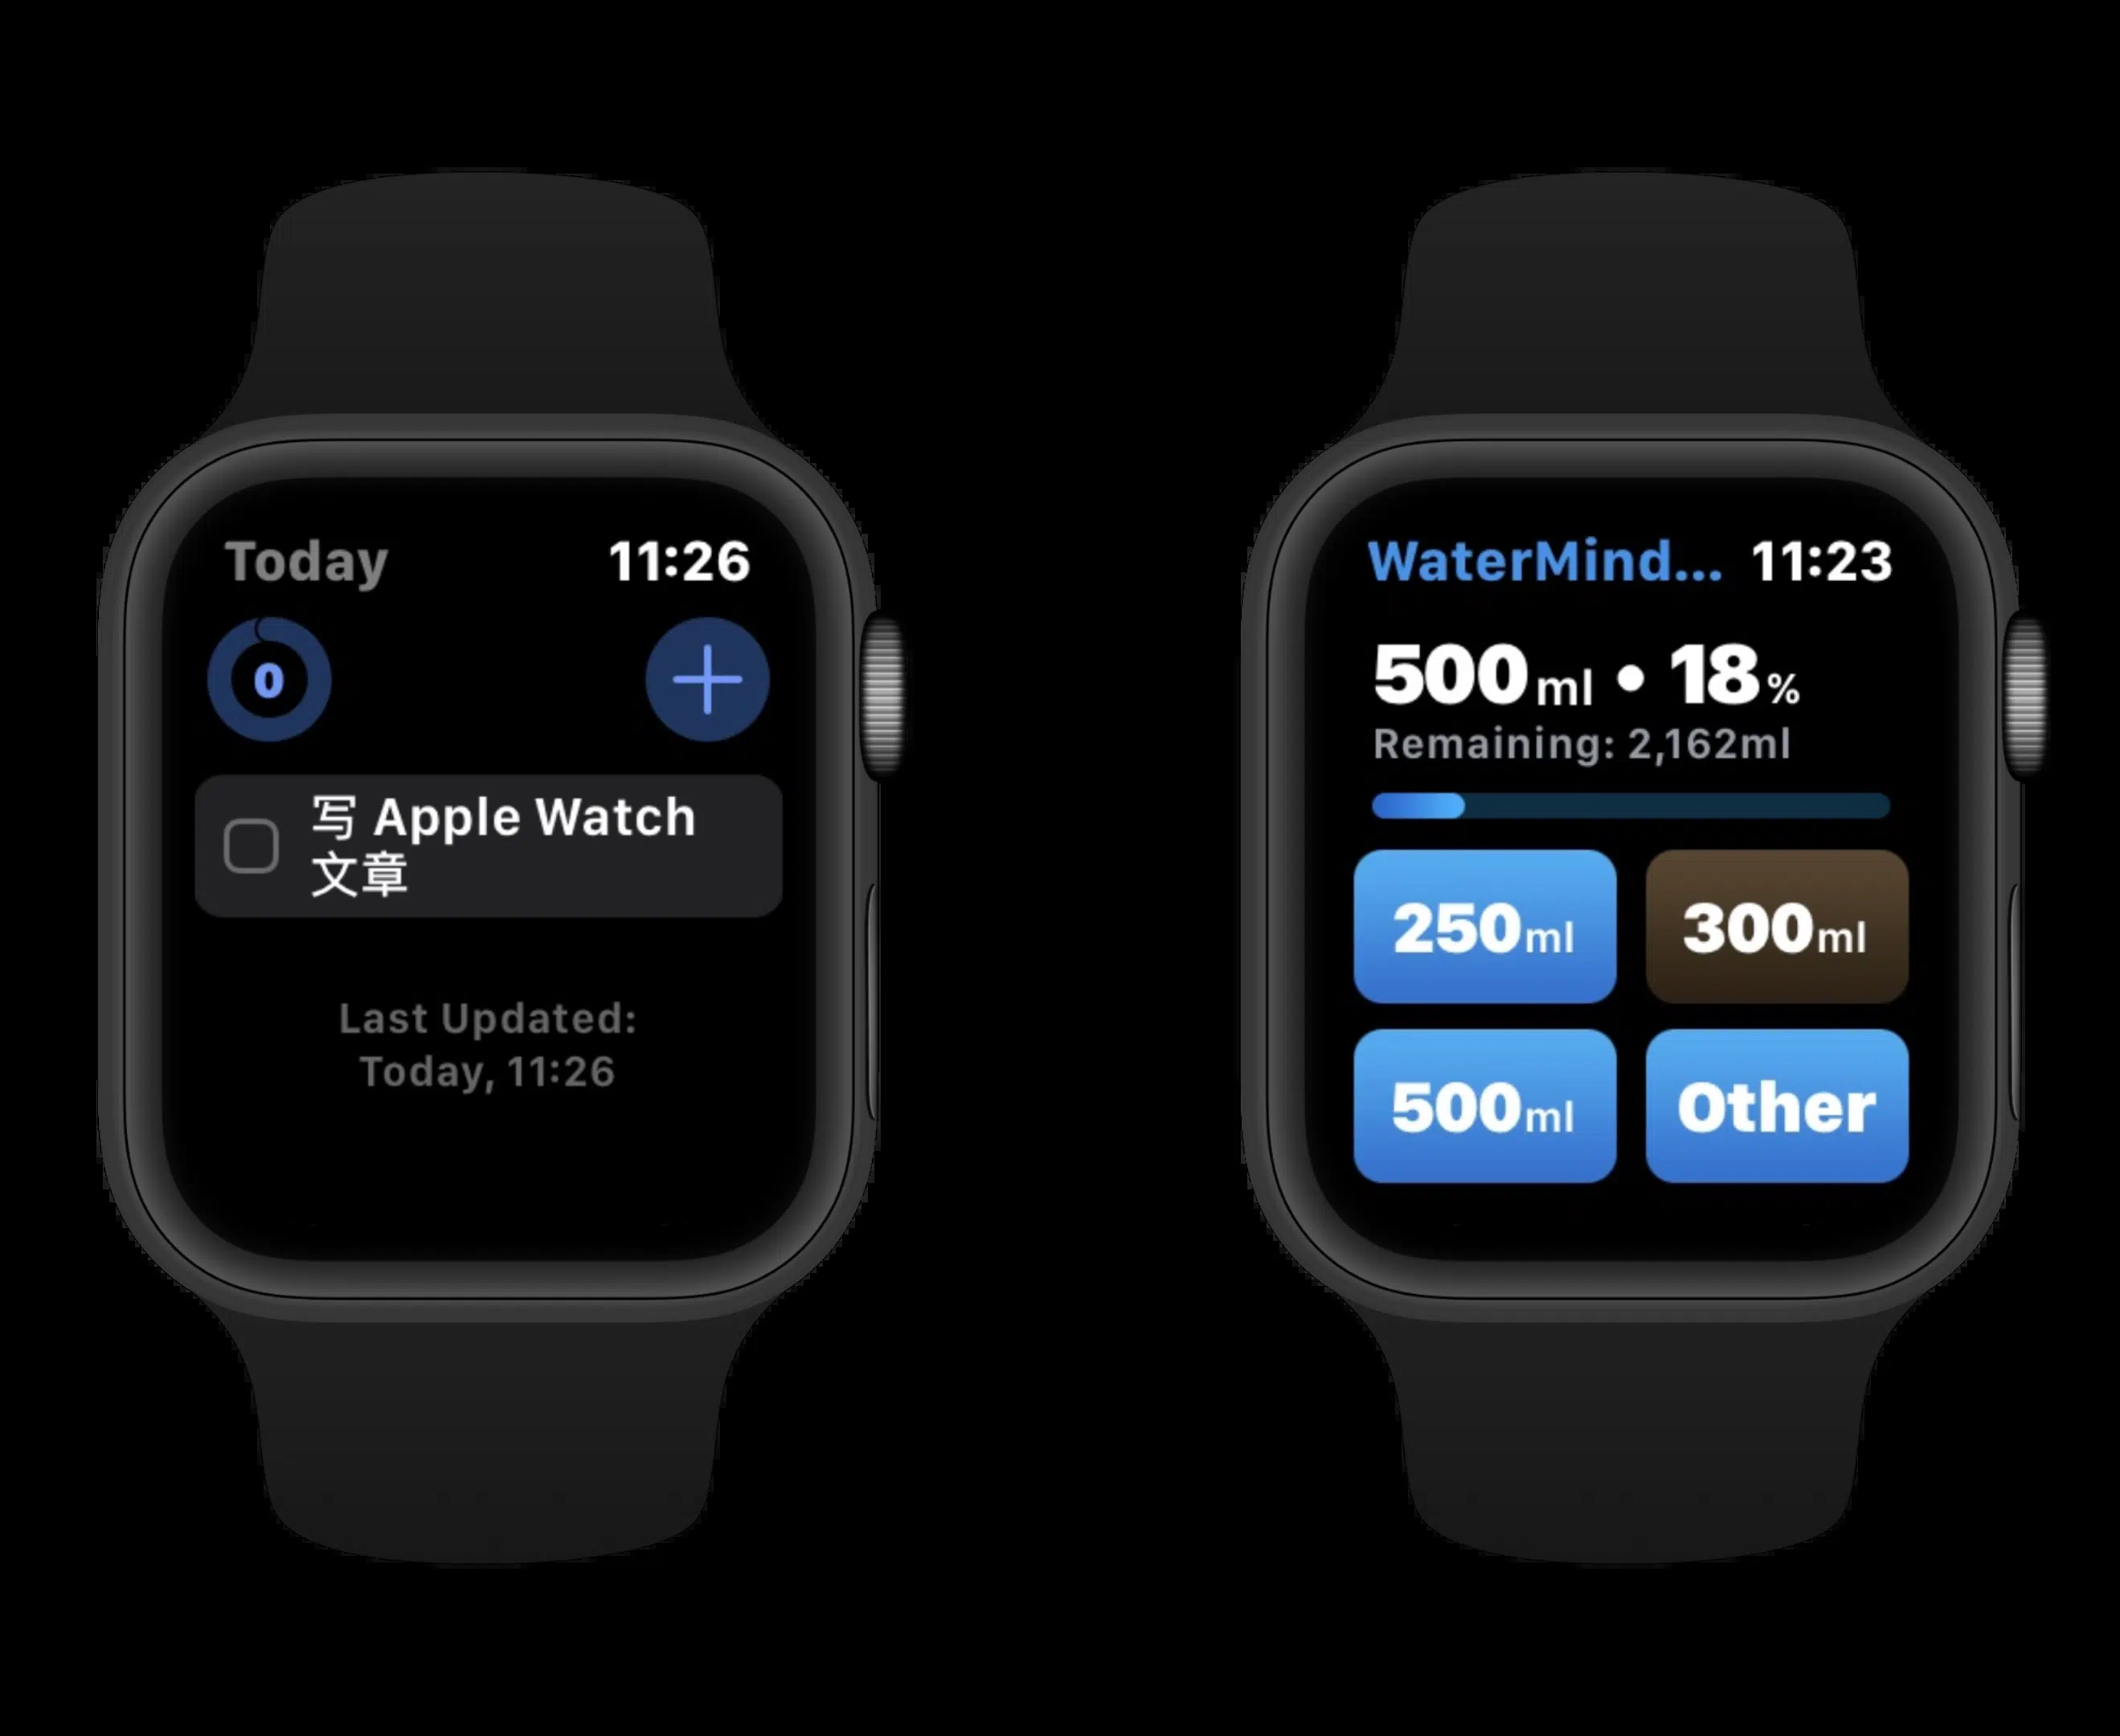 Today 11:26
0
写 Apple Watch
文章
Last Updated:
Today, 11:26
WaterMind... 11:23
500ml • 18%
Remaining: 2,162ml
250ml 300ml
500ml Other